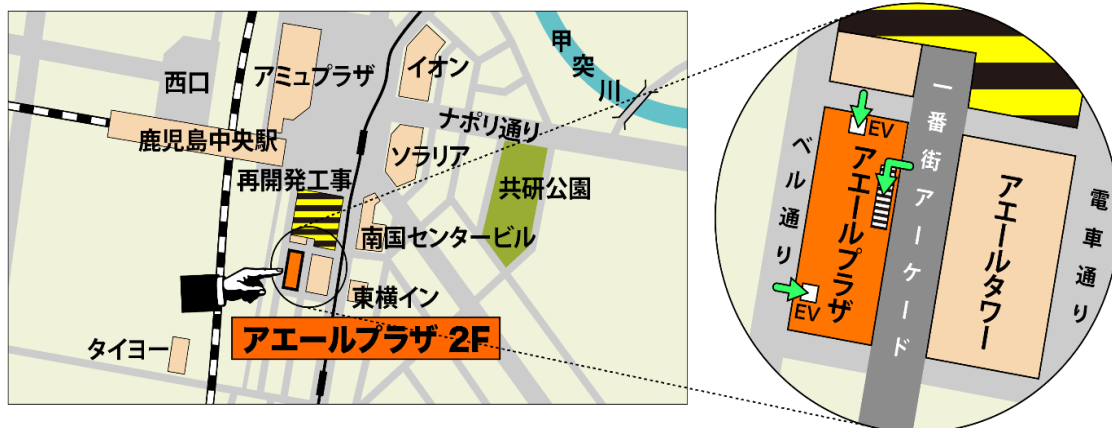 西口
アミュプラザ
イオン
甲突川
鹿児島中央駅
ナポリ通り
ソラリア
再開発工事
共研公園
南国センタービル
東横イン
アエールプラザ 2F
タイヨー
EV
一番街アーケード
ベル通り
アエールプラザ
アエールタワー
電車通り
EV